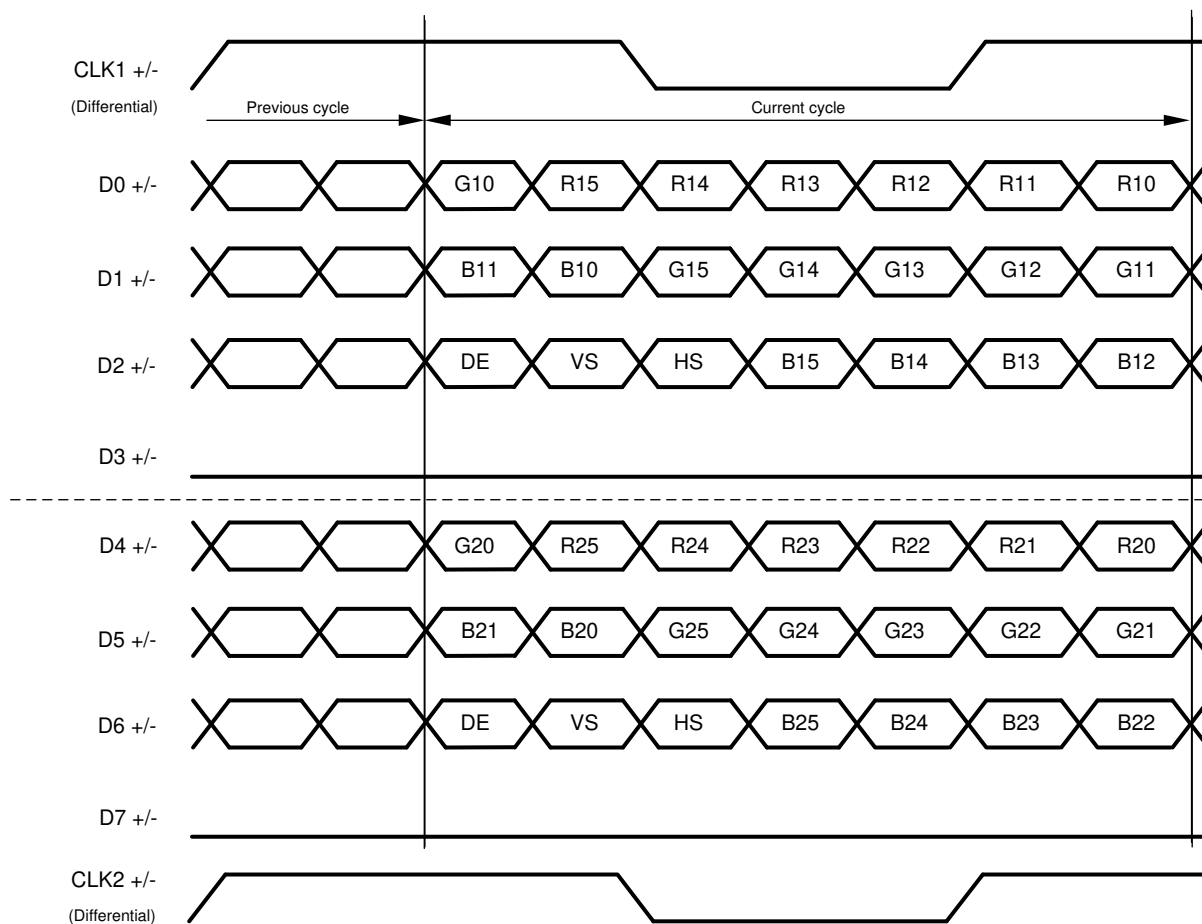 CLK1 +/-
(Differential)
Previous cycle
Current cycle
D0 +/- G10 R15 R14 R13 R12 R11 R10
D1 +/- B11 B10 G15 G14 G13 G12 G11
D2 +/- DE VS HS B15 B14 B13 B12
D3 +/-
D4 +/- G20 R25 R24 R23 R22 R21 R20
D5 +/- B21 B20 G25 G24 G23 G22 G21
D6 +/- DE VS HS B25 B24 B23 B22
D7 +/-
CLK2 +/-
(Differential)